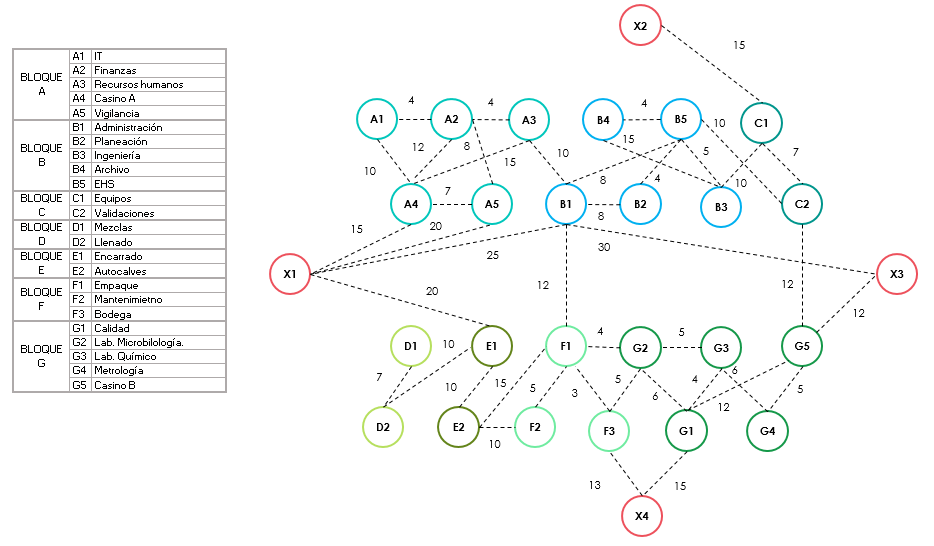 BLOQUE A
A1 IT
A2 Finanzas
A3 Recursos humanos
A4 Casino A
A5 Vigilancia
BLOQUE B
B1 Administración
B2 Planeación
B3 Ingeniería
B4 Archivo
B5 EHS
BLOQUE C
C1 Equipos
C2 Validaciones
BLOQUE D
D1 Mezclas
D2 Llenado
BLOQUE E
E1 Encarrado
E2 Autocalves
BLOQUE F
F1 Empaque
F2 Mantenimietno
F3 Bodega
BLOQUE G
G1 Calidad
G2 Lab. Microbilología.
G3 Lab. Químico
G4 Metrología
G5 Casino B
X2
15
4 4 4 10
A1 A2 A3 B4 B5 C1
12 8 15
10 15 10 5 7
7 8 4 10
A4 A5 B1 B2 B3 C2
15 20 8
25 30
X1 X3
20 12 12 12
10 4 5
D1 E1 F1 G2 G3 G5
7 10 15 5 3 5 6 4 6 12 5
D2 E2 F2 F3 G1 G4
10
13 15
X4